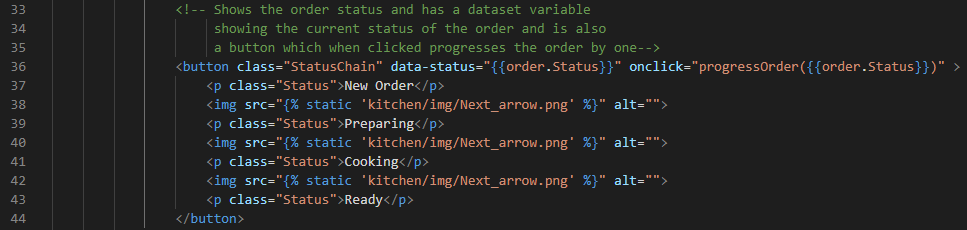 33 <!-- Shows the order status and has a dataset variable
34 showing the current status of the order and is also
35 a button which when clicked progresses the order by one-->
36 <button class="StatusChain" data-status="{{order.Status}}" onclick="progressOrder({{order.Status}})" >
37 <p class="Status">New Order</p>
38 <img src="{% static 'kitchen/img/Next_arrow.png' %}" alt="">
39 <p class="Status">Preparing</p>
40 <img src="{% static 'kitchen/img/Next_arrow.png' %}" alt="">
41 <p class="Status">Cooking</p>
42 <img src="{% static 'kitchen/img/Next_arrow.png' %}" alt="">
43 <p class="Status">Ready</p>
44 </button>